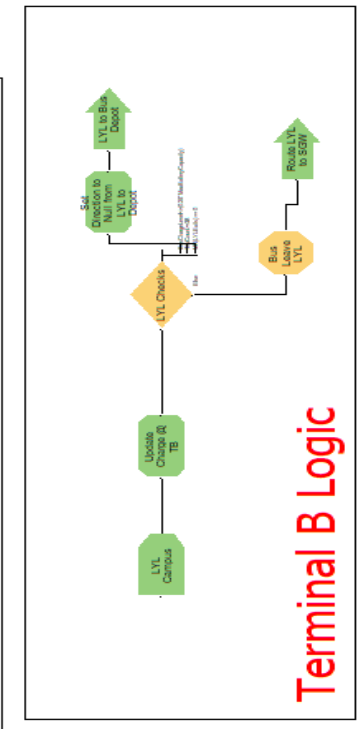 Terminal B Logic
LYL
Campus
Update
Charge @
TB
LYL Checks
Else
Set
Direction to
Null from
LYL to
Depot
LYL to Bus
Depot
Bus
Leave
LYL
Route LYL
to SGW